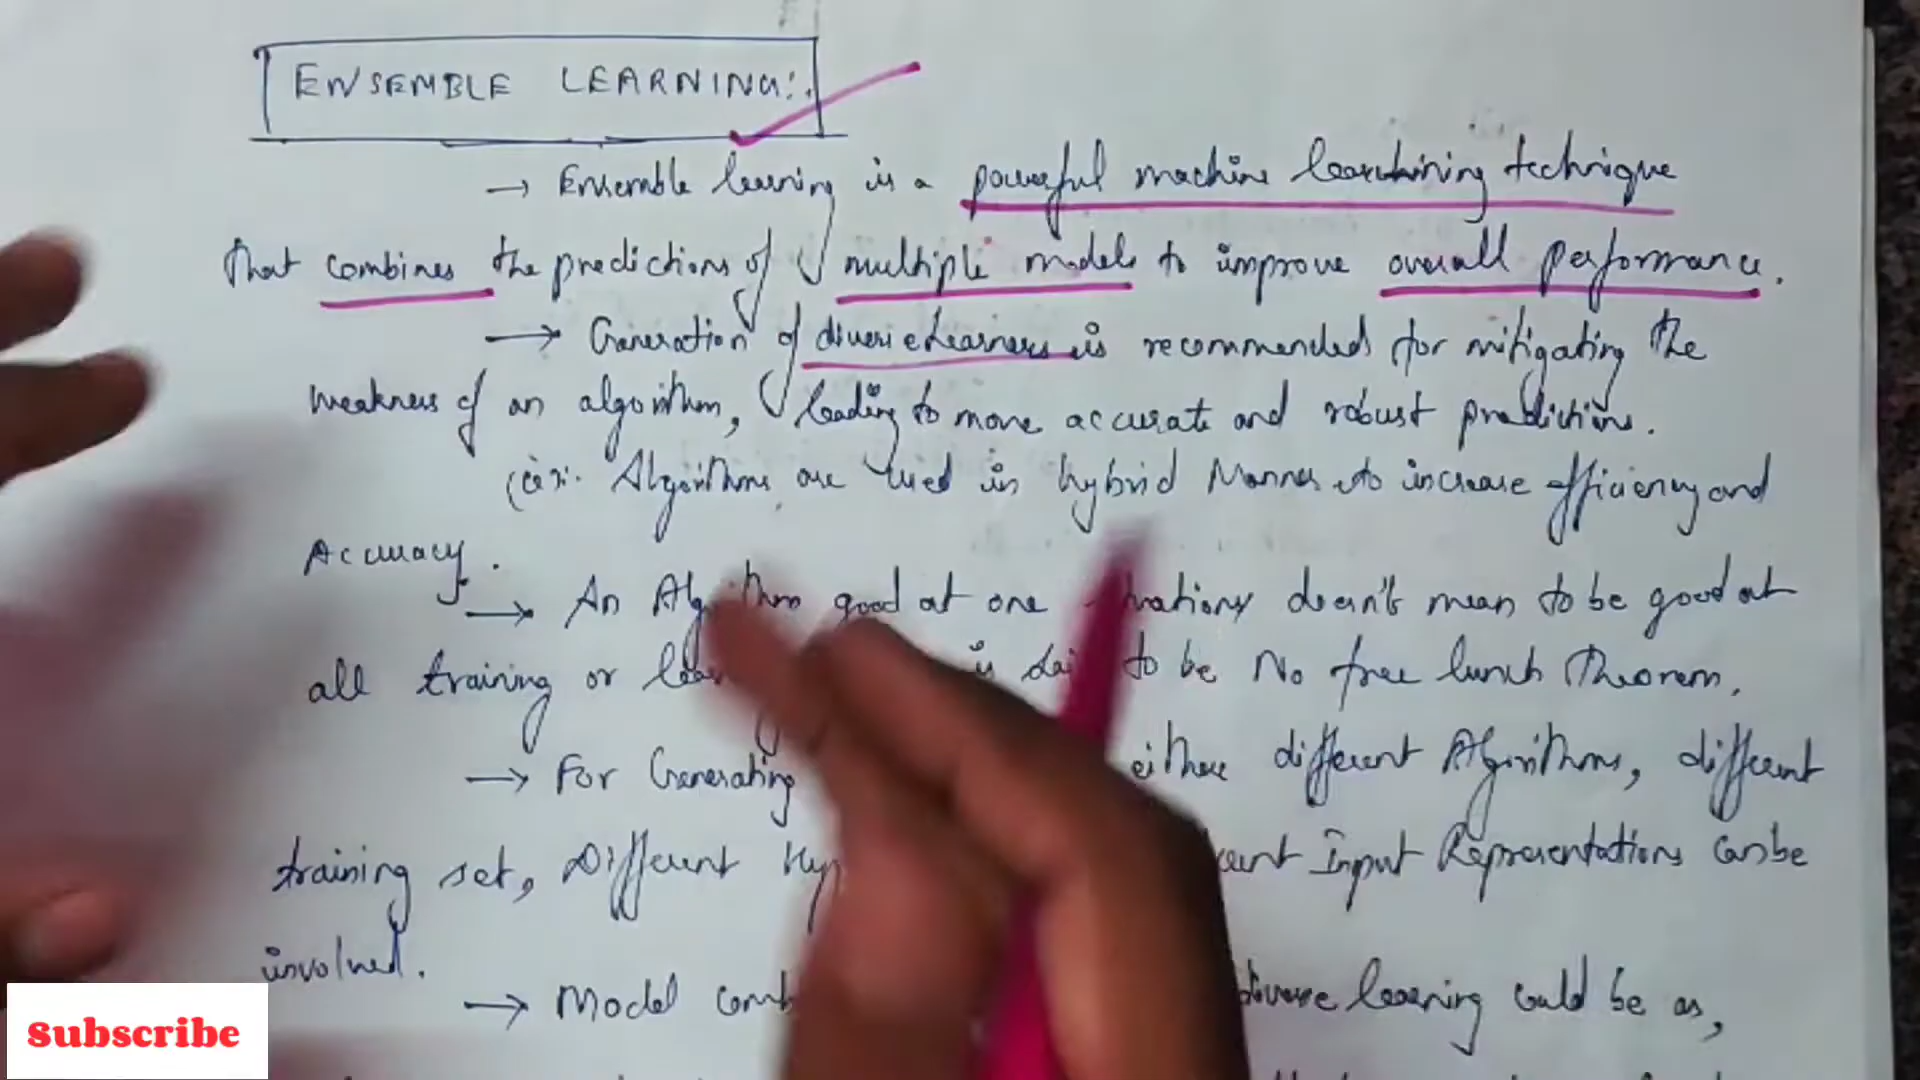 ENSEMBLE LEARNING:.
→ Ensemble learning is a powerful machine learning technique
that combines the predictions of multiple models to improve overall performance.
→ Generation of diverse Learners is recommended for mitigating the
weakness of an algorithm, leading to more accurate and robust predictions.
(ex:. Algorithms are used in hybrid Manner to increase efficiency and
Accuracy.
→ An Algorithm good at one doesn't mean to be good at
all training or is to be No free lunch Theorem.
→ For Generating different Algorithms, different
training set, Different Input Representations can be
involved.
→ Model diverse learning could be as,
Subscribe